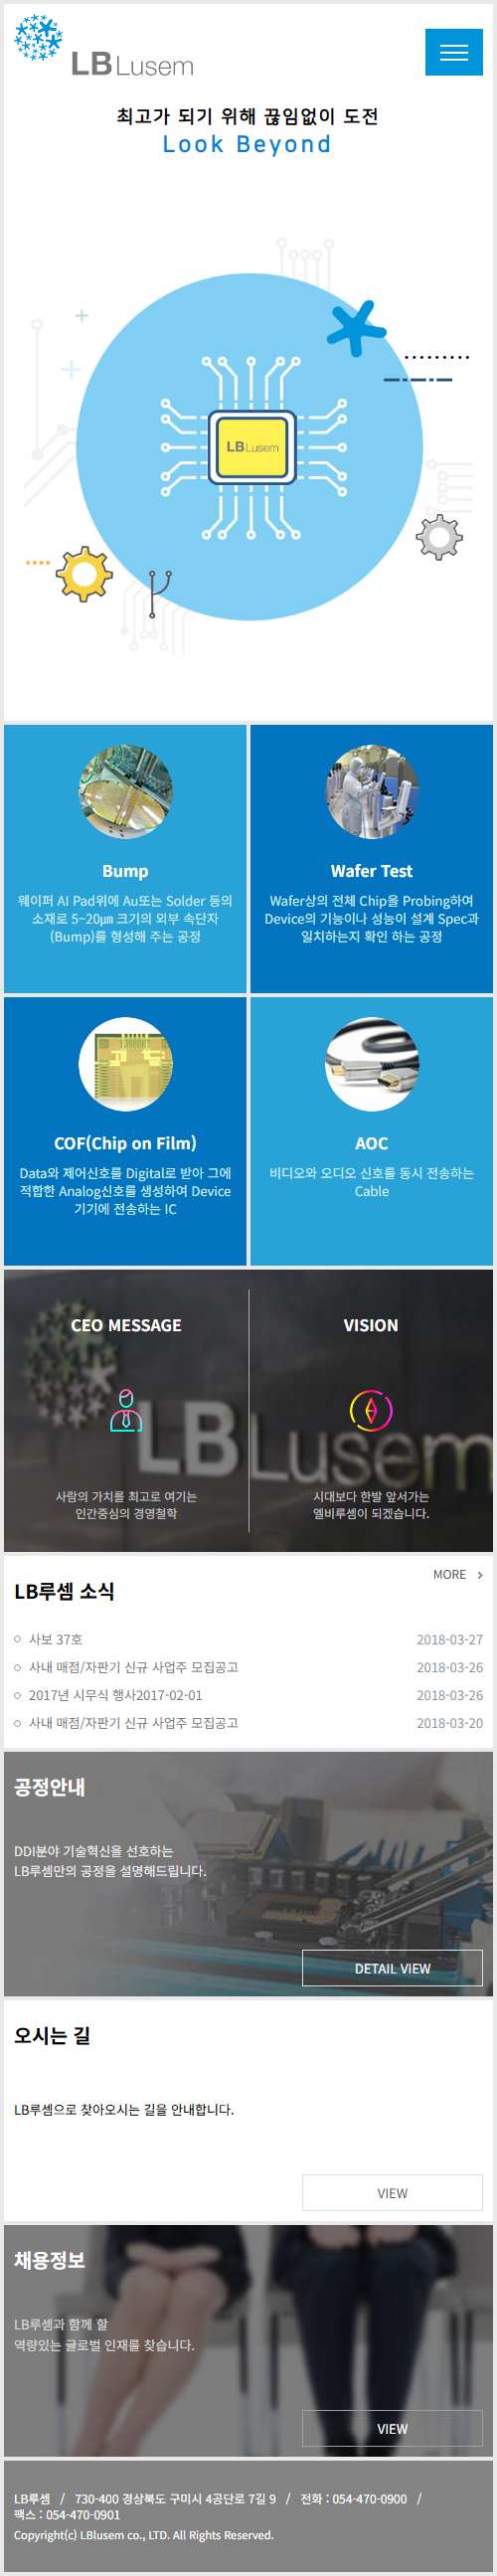 LB Lusem
최고가 되기 위해 끊임없이 도전
Look Beyond
LB Lusem
Bump
웨이퍼 AI Pad위에 Au또는 Solder 등의
소재로 5~20㎛ 크기의 외부 속단자
(Bump)를 형성해 주는 공정
Wafer Test
Wafer상의 전체 Chip을 Probing하여
Device의 기능이나 성능이 설계 Spec과
일치하는지 확인 하는 공정
COF(Chip on Film)
Data와 제어신호를 Digital로 받아 그에
적합한 Analog신호를 생성하여 Device
기기에 전송하는 IC
AOC
비디오와 오디오 신호를 동시 전송하는
Cable
CEO MESSAGE
사람의 가치를 최고로 여기는
인간중심의 경영철학
VISION
시대보다 한발 앞서가는
엘비루셈이 되겠습니다.
LB Lusem
LB루셈 소식
MORE >
사보 37호 2018-03-27
사내 매점/자판기 신규 사업주 모집공고 2018-03-26
2017년 시무식 행사2017-02-01 2018-03-26
사내 매점/자판기 신규 사업주 모집공고 2018-03-20
공정안내
DDI분야 기술혁신을 선호하는
LB루셈만의 공정을 설명해드립니다.
DETAIL VIEW
오시는 길
LB루셈으로 찾아오시는 길을 안내합니다.
VIEW
채용정보
LB루셈과 함께 할
역량있는 글로벌 인재를 찾습니다.
VIEW
LB루셈 / 730-400 경상북도 구미시 4공단로 7길 9 / 전화 : 054-470-0900 /
팩스 : 054-470-0901
Copyright(c) LBlusem co., LTD. All Rights Reserved.